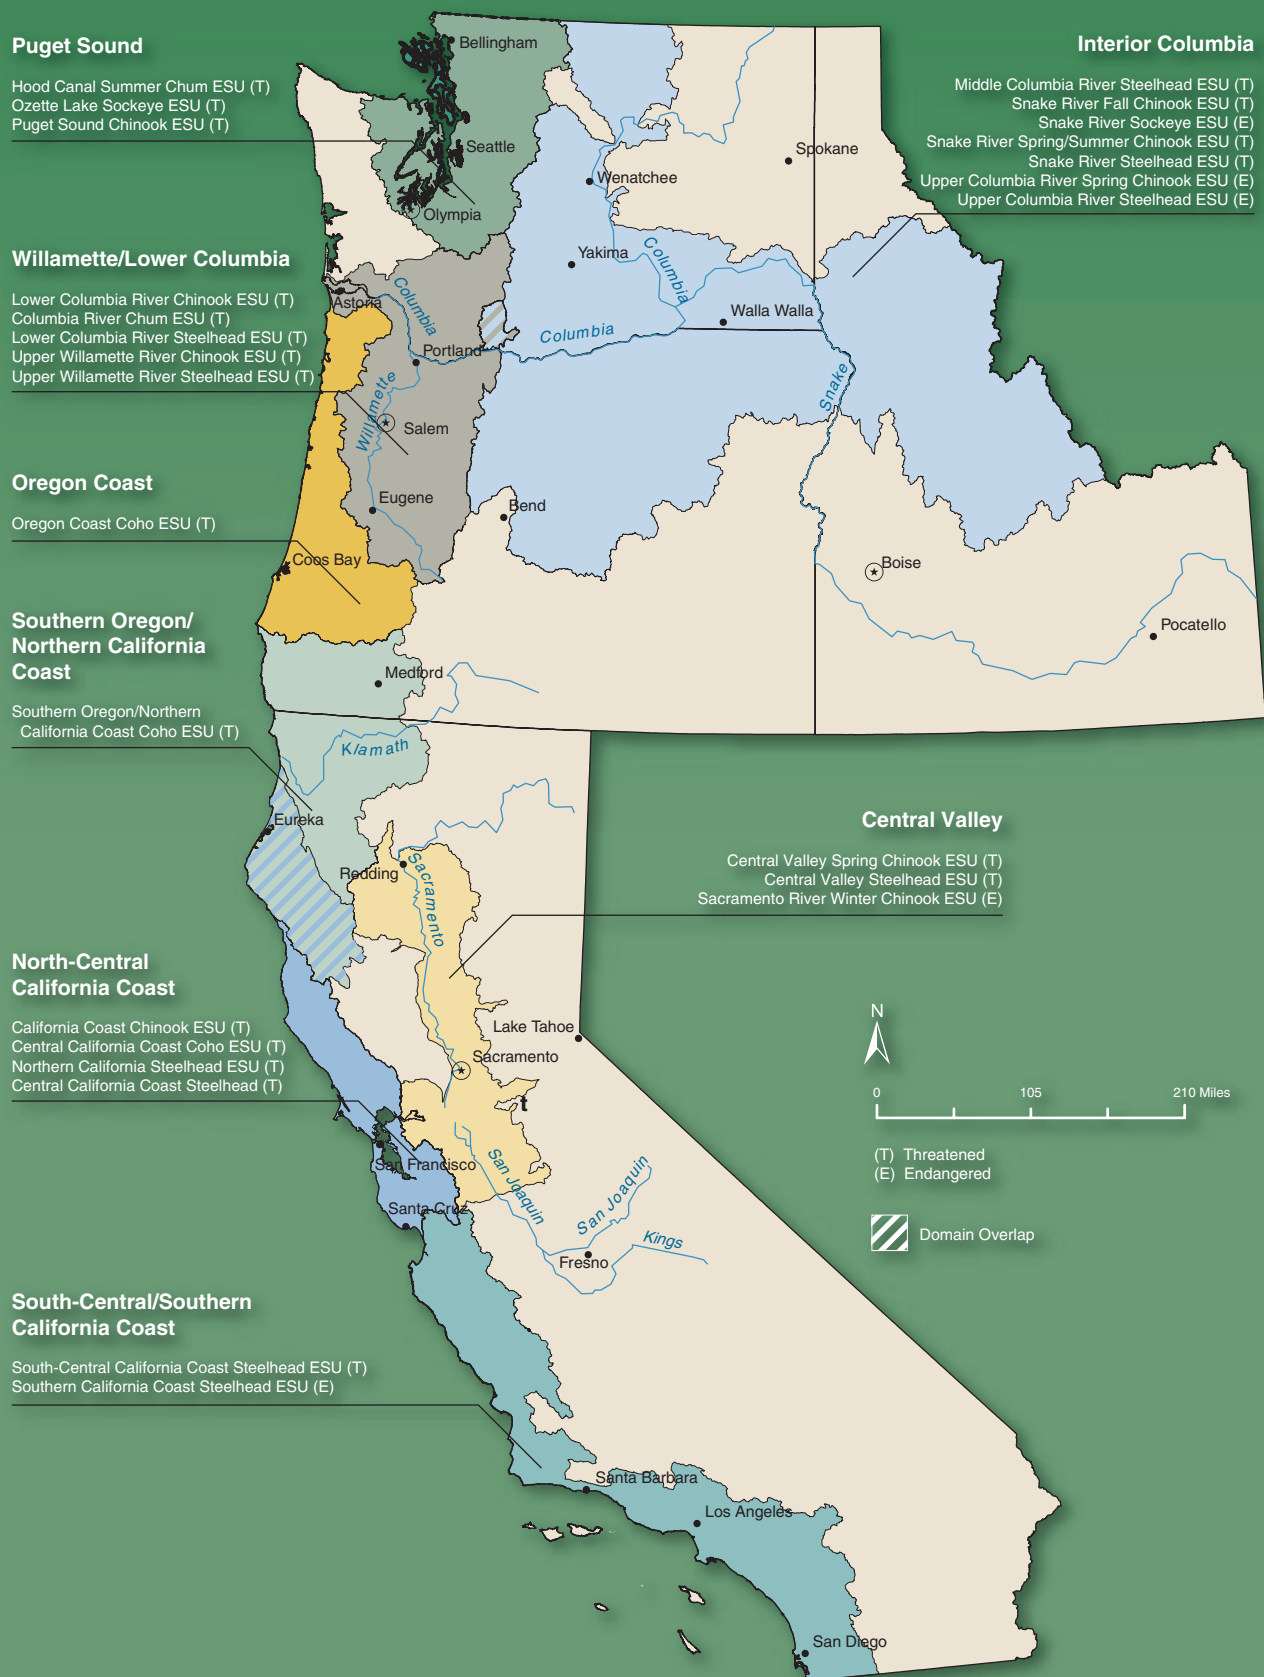 Puget Sound
Hood Canal Summer Chum ESU (T)
Ozette Lake Sockeye ESU (T)
Puget Sound Chinook ESU (T)
Willamette/Lower Columbia
Lower Columbia River Chinook ESU (T)
Columbia River Chum ESU (T)
Lower Columbia River Steelhead ESU (T)
Upper Willamette River Chinook ESU (T)
Upper Willamette River Steelhead ESU (T)
Oregon Coast
Oregon Coast Coho ESU (T)
Southern Oregon/
Northern California
Coast
Southern Oregon/Northern
California Coast Coho ESU (T)
North-Central
California Coast
California Coast Chinook ESU (T)
Central California Coast Coho ESU (T)
Northern California Steelhead ESU (T)
Central California Coast Steelhead (T)
South-Central/Southern
California Coast
South-Central California Coast Steelhead ESU (T)
Southern California Coast Steelhead ESU (E)
Interior Columbia
Middle Columbia River Steelhead ESU (T)
Snake River Fall Chinook ESU (T)
Snake River Sockeye ESU (E)
Snake River Spring/Summer Chinook ESU (T)
Snake River Steelhead ESU (T)
Upper Columbia River Spring Chinook ESU (E)
Upper Columbia River Steelhead ESU (E)
Central Valley
Central Valley Spring Chinook ESU (T)
Central Valley Steelhead ESU (T)
Sacramento River Winter Chinook ESU (E)
Bellingham
Seattle
Olympia
Spokane
Wenatchee
Yakima
Columbia
Walla Walla
Columbia
Columbia
Astoria
Portland
Willamette
Salem
Snake
Eugene
Bend
Coos Bay
Boise
Pocatello
Medford
Klamath
Eureka
Redding
Sacramento
Lake Tahoe
Sacramento
t
San Francisco
San Joaquin
San Joaquin
Santa Cruz
Kings
Fresno
Santa Barbara
Los Angeles
San Diego
N
0 105 210 Miles
(T) Threatened
(E) Endangered
Domain Overlap